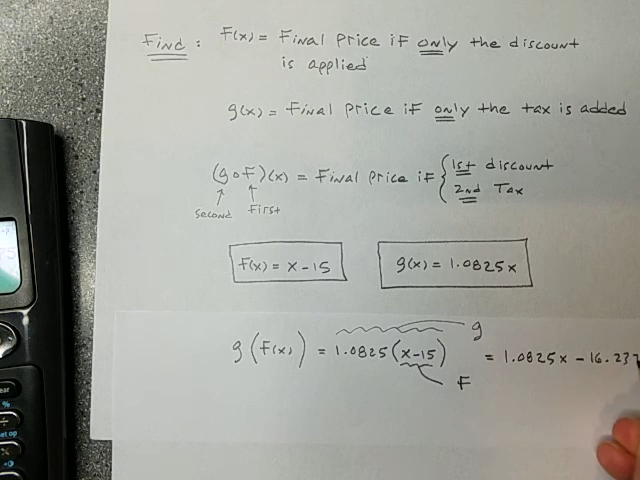 Find: F(x) = Final Price if only the discount
is applied
g(x) = Final Price if only the tax is added
(g∘F)(x) = Final Price if { 1st discount
2nd Tax
↑ ↑
Second First
F(x) = x - 15
g(x) = 1.0825x
g(F(x)) = 1.0825(x-15) = 1.0825x - 16.237
g
F